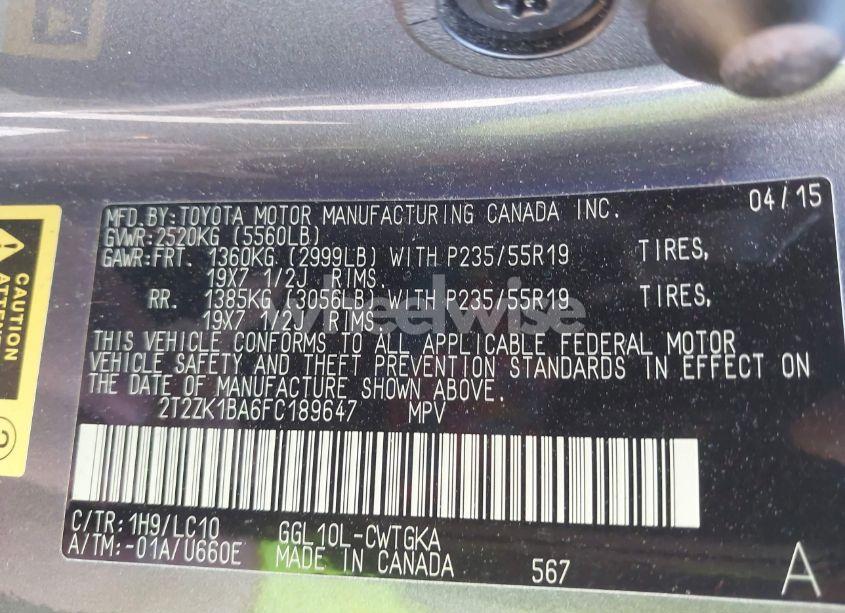 MFD.BY:TOYOTA MOTOR MANUFACTURING CANADA INC. 04/15
GVWR:2520KG (5560LB)
GAWR:FRT. 1360KG (2999LB) WITH P235/55R19 TIRES,
19X7 1/2J RIMS.
RR. 1385KG (3056LB) WITH P235/55R19 TIRES,
19X7 1/2J RIMS.
wheelwise
THIS VEHICLE CONFORMS TO ALL APPLICABLE FEDERAL MOTOR
VEHICLE SAFETY AND THEFT PREVENTION STANDARDS IN EFFECT ON
THE DATE OF MANUFACTURE SHOWN ABOVE.
2T2ZK1BA6FC189647 MPV
C/TR:1H9/LC10 GGL10L-CWTGKA
A/TM:-01A/U660E MADE IN CANADA 567 A